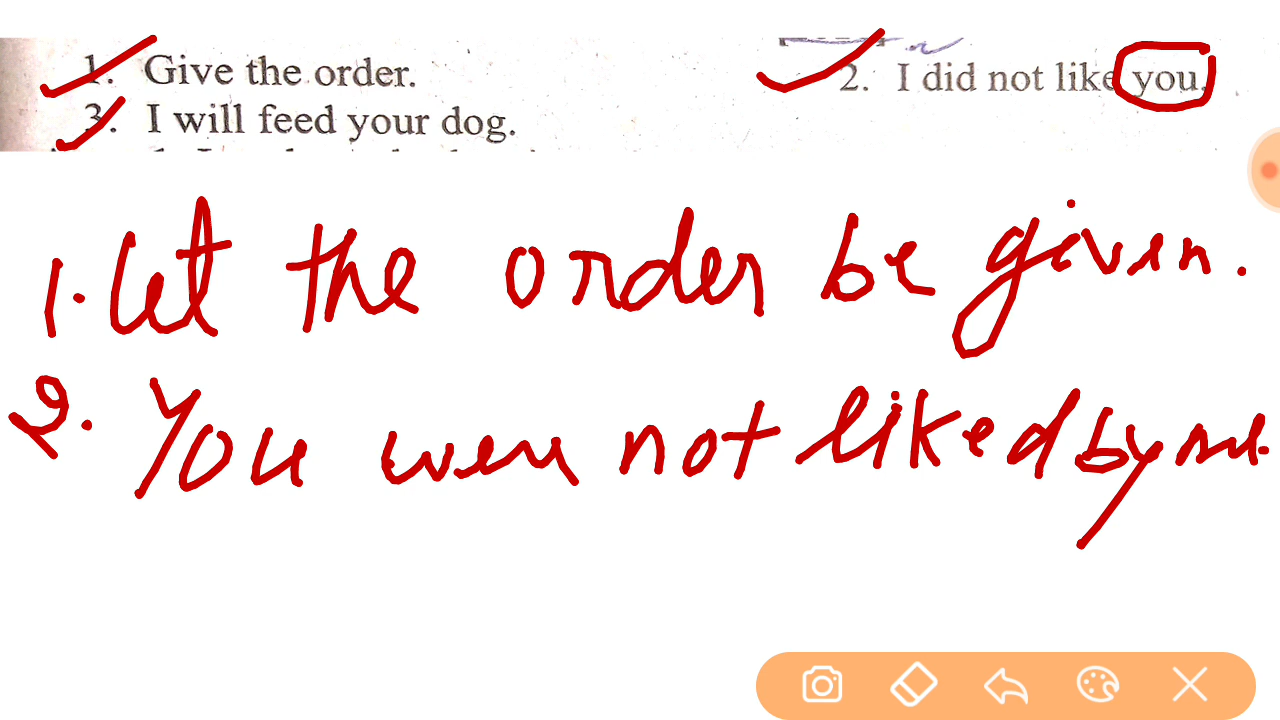 1. Give the order. 2. I did not like you.
3. I will feed your dog.
1. Let the order be given.
2. You were not liked by me.